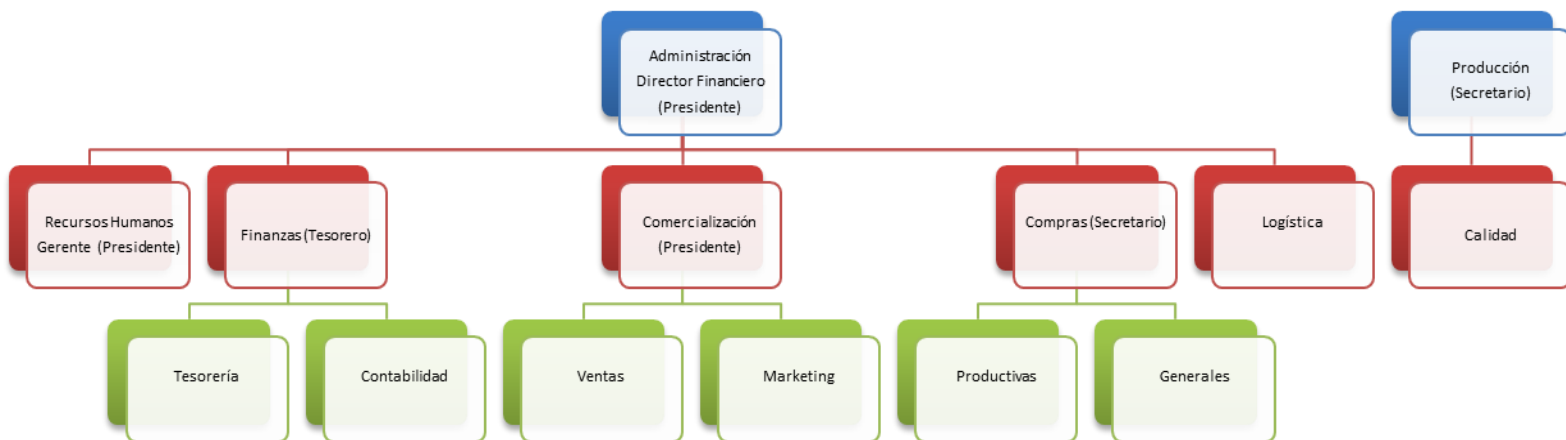 Administración
Director Financiero
(Presidente)
Producción
(Secretario)
Recursos Humanos
Gerente (Presidente)
Finanzas (Tesorero)
Comercialización
(Presidente)
Compras (Secretario)
Logística
Calidad
Tesorería
Contabilidad
Ventas
Marketing
Productivas
Generales